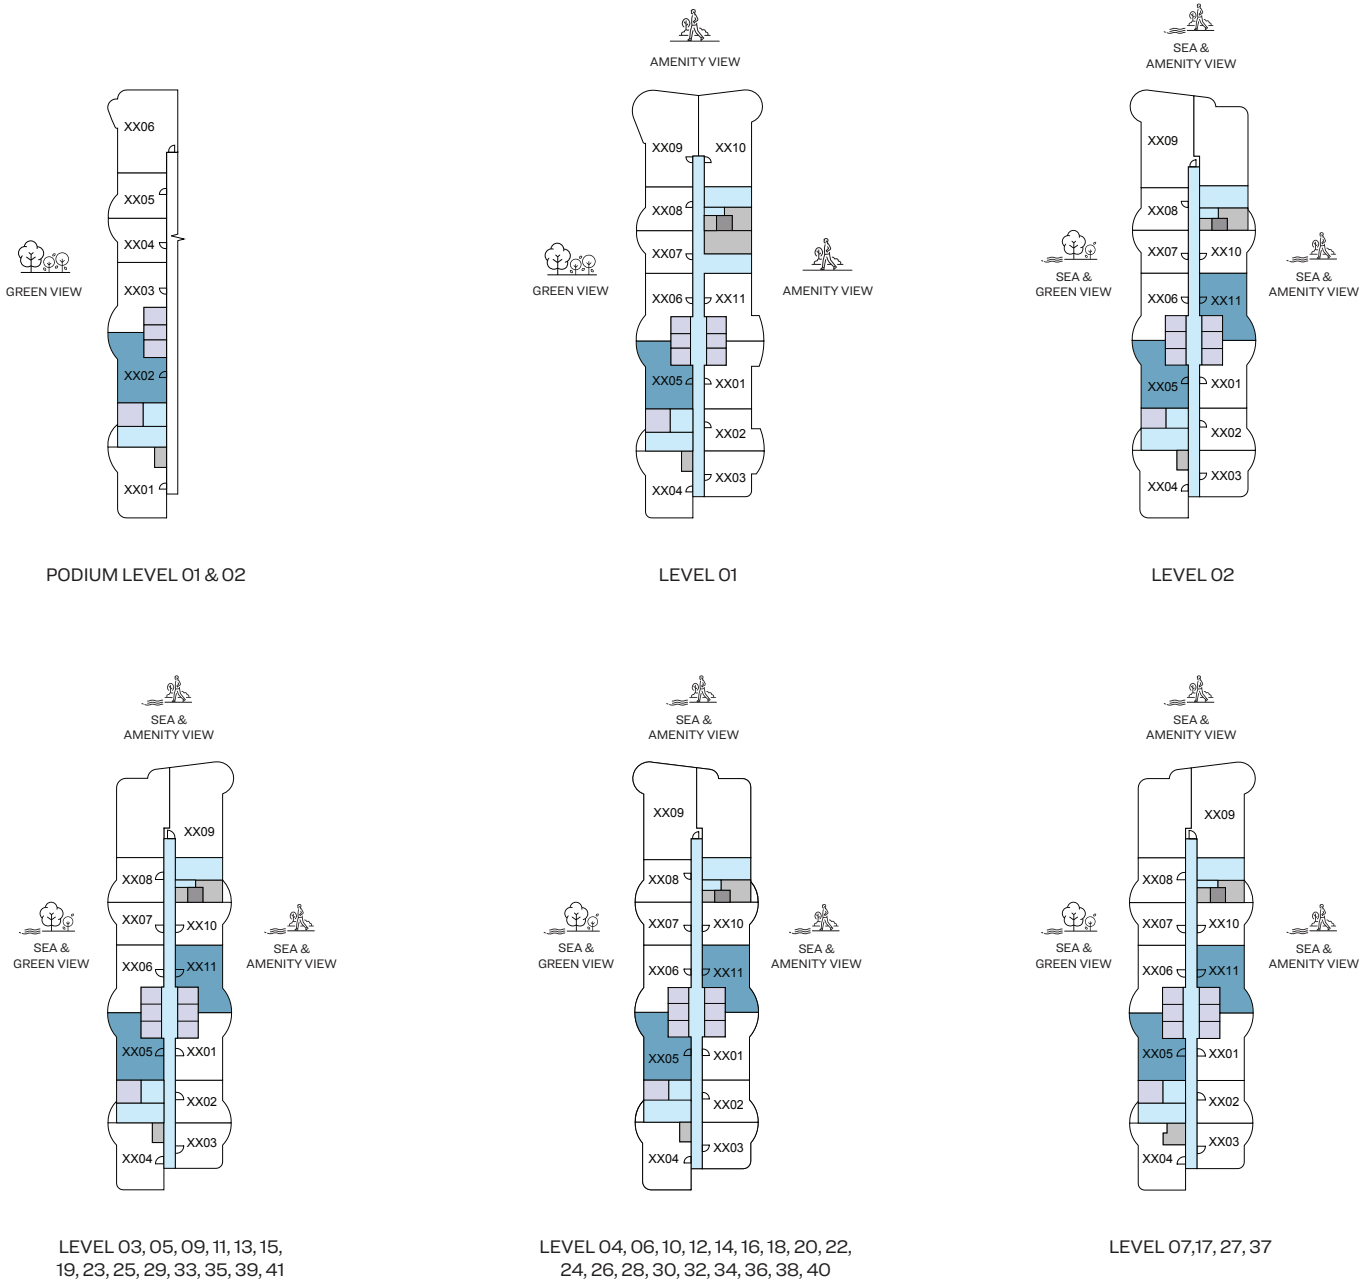 AMENITY VIEW
SEA &
AMENITY VIEW
XX06
XX05
XX04
XX03
XX02
XX01
GREEN VIEW
PODIUM LEVEL 01 & 02
XX09
XX10
XX08
XX07
XX06
XX11
XX05
XX01
XX02
XX03
XX04
GREEN VIEW
AMENITY VIEW
LEVEL 01
XX09
XX08
XX07
XX10
XX06
XX11
XX05
XX01
XX02
XX03
XX04
SEA &
GREEN VIEW
SEA &
AMENITY VIEW
LEVEL 02
SEA &
AMENITY VIEW
XX09
XX08
XX07
XX10
XX06
XX11
XX05
XX01
XX02
XX03
XX04
SEA &
GREEN VIEW
SEA &
AMENITY VIEW
LEVEL 03, 05, 09, 11, 13, 15,
19, 23, 25, 29, 33, 35, 39, 41
SEA &
AMENITY VIEW
XX09
XX08
XX07
XX10
XX06
XX11
XX05
XX01
XX02
XX03
XX04
SEA &
GREEN VIEW
SEA &
AMENITY VIEW
LEVEL 04, 06, 10, 12, 14, 16, 18, 20, 22,
24, 26, 28, 30, 32, 34, 36, 38, 40
SEA &
AMENITY VIEW
XX09
XX08
XX07
XX10
XX06
XX11
XX05
XX01
XX02
XX03
XX04
SEA &
GREEN VIEW
SEA &
AMENITY VIEW
LEVEL 07,17, 27, 37